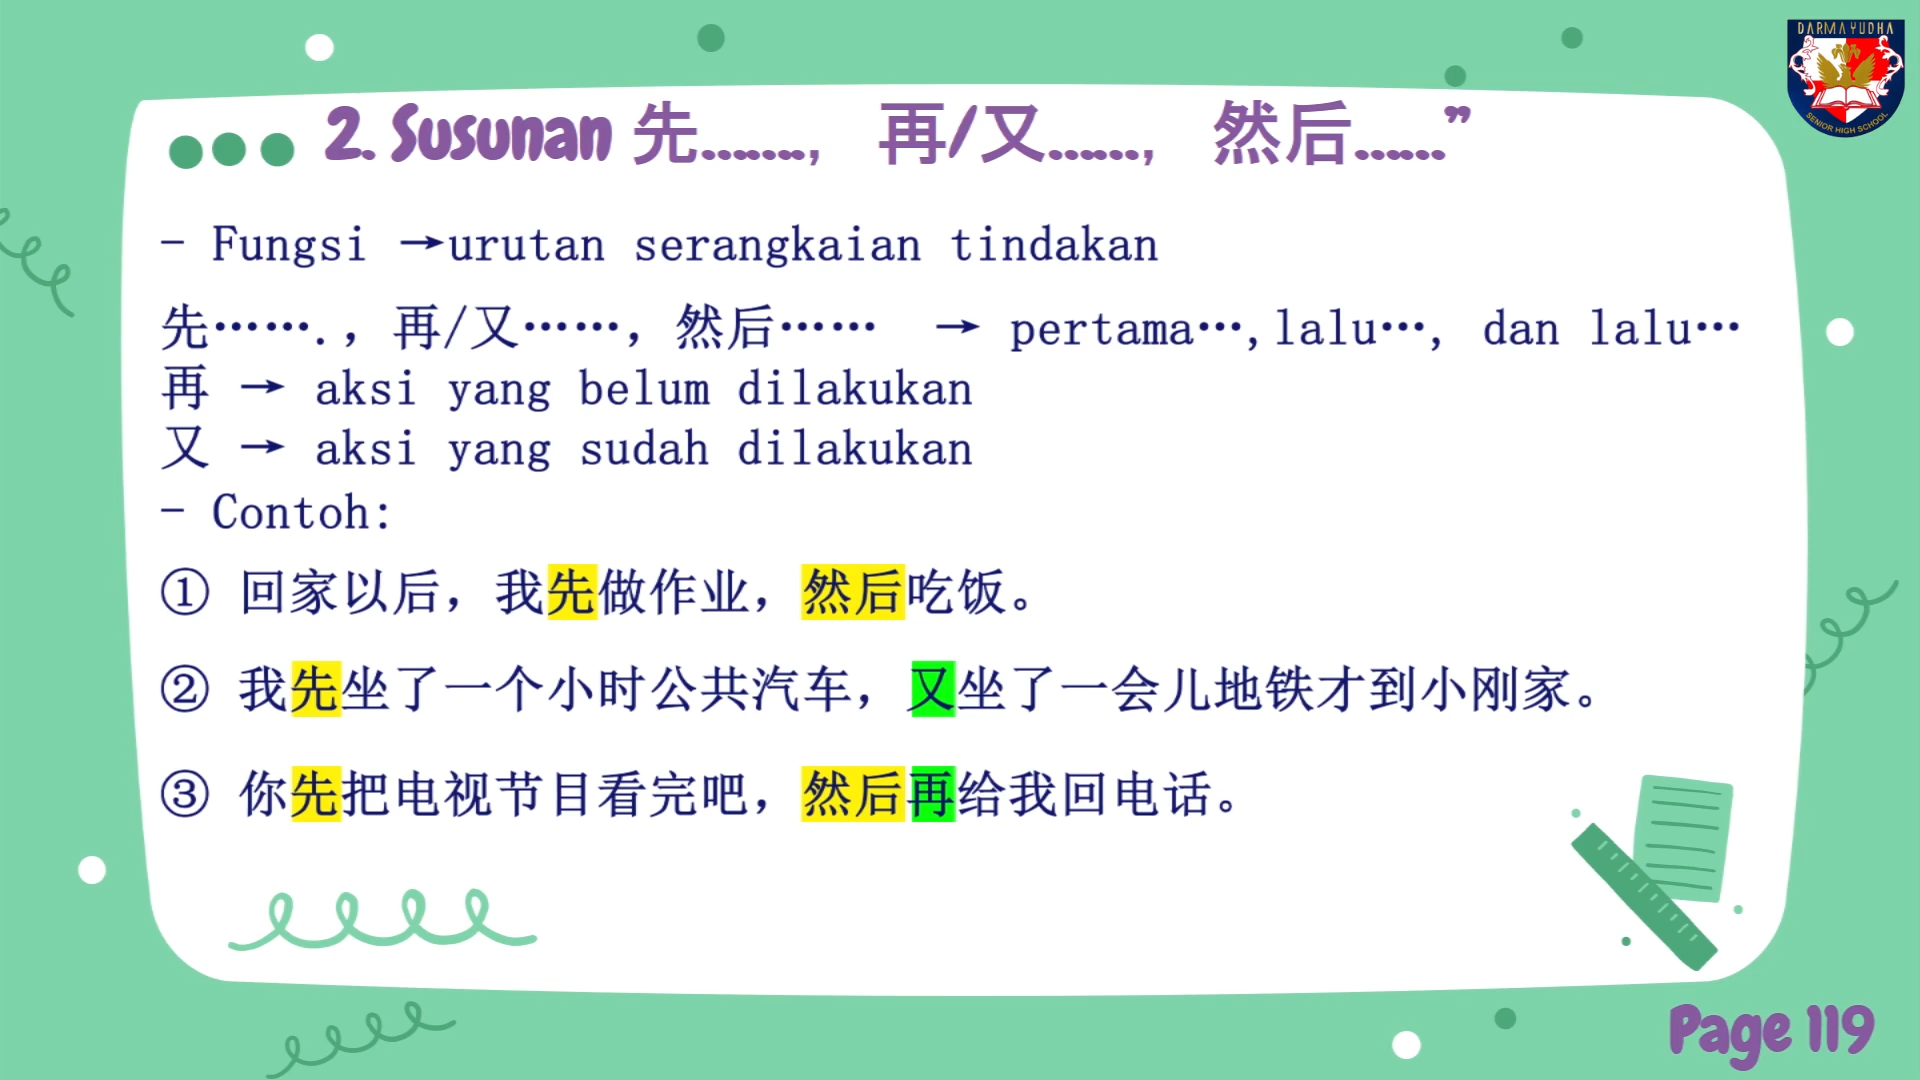 DARMA YUDHA
SENIOR HIGH SCHOOL
2. Susunan 先......., 再/又......, 然后......”
- Fungsi →urutan serangkaian tindakan
先…….,再/又……,然后…… → pertama…,lalu…, dan lalu…
再 → aksi yang belum dilakukan
又 → aksi yang sudah dilakukan
- Contoh:
① 回家以后，我先做作业，然后吃饭。
② 我先坐了一个小时公共汽车，又坐了一会儿地铁才到小刚家。
③ 你先把电视节目看完吧，然后再给我回电话。
Page 119